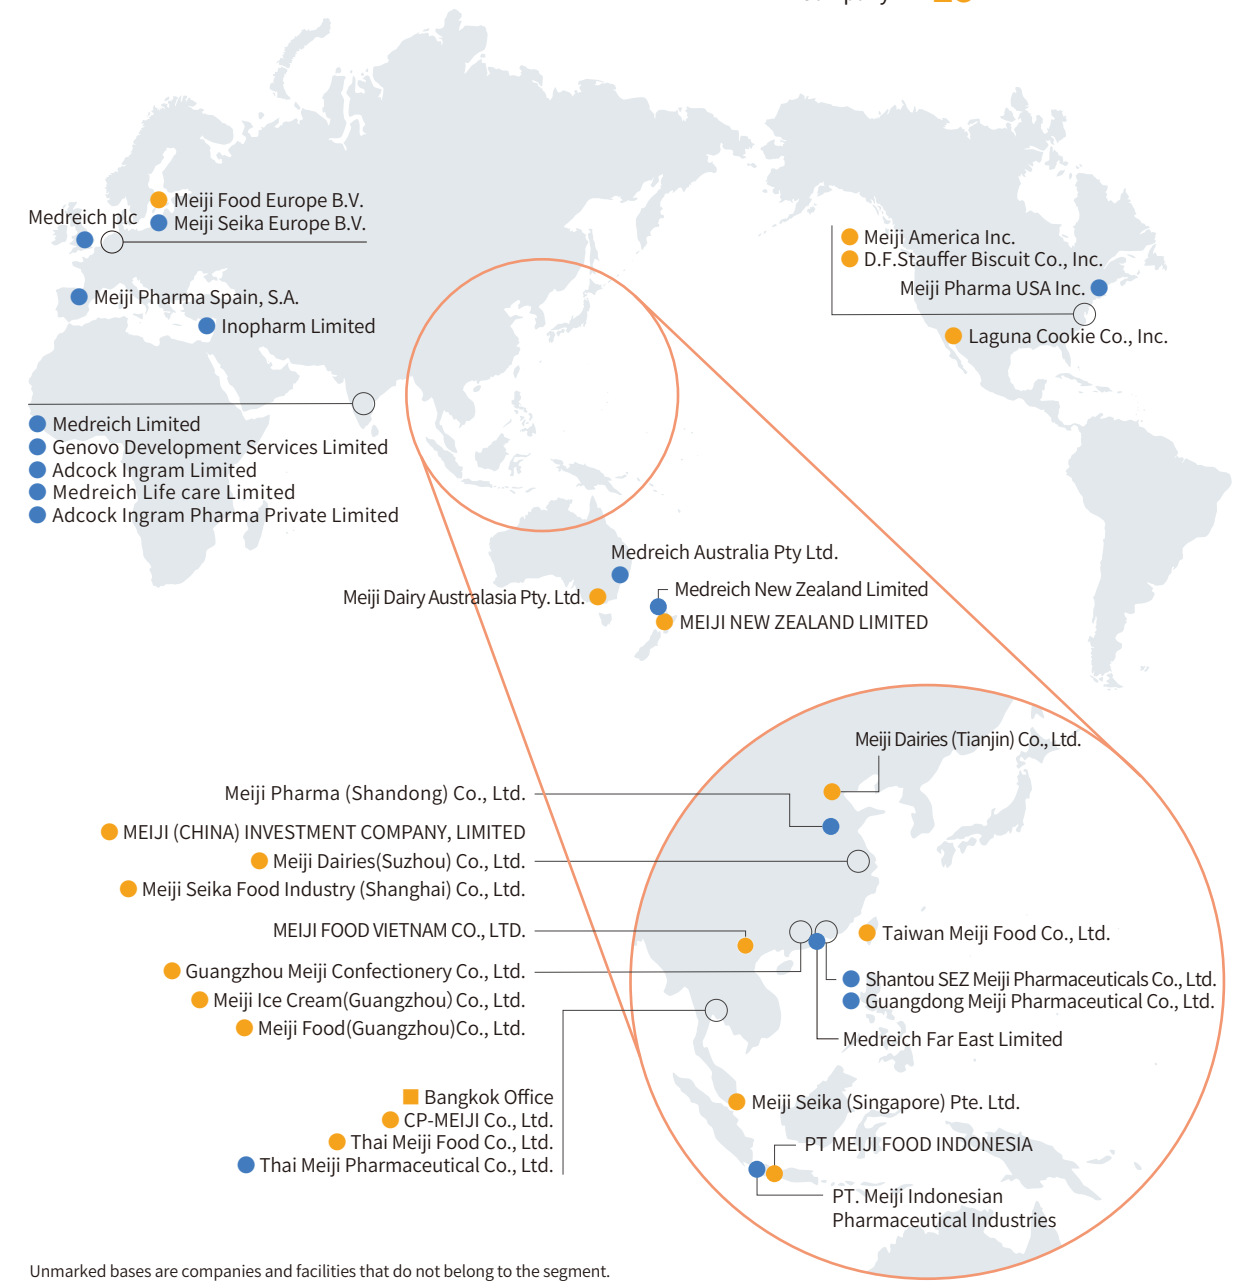 Meiji Food Europe B.V.
Medreich plc
Meiji Seika Europe B.V.
Meiji Pharma Spain, S.A.
Inopharm Limited
Medreich Limited
Genovo Development Services Limited
Adcock Ingram Limited
Medreich Life care Limited
Adcock Ingram Pharma Private Limited
Meiji America Inc.
D.F.Stauffer Biscuit Co., Inc.
Meiji Pharma USA Inc.
Laguna Cookie Co., Inc.
Medreich Australia Pty Ltd.
Meiji Dairy Australasia Pty. Ltd.
Medreich New Zealand Limited
MEIJI NEW ZEALAND LIMITED
Meiji Dairies (Tianjin) Co., Ltd.
Meiji Pharma (Shandong) Co., Ltd.
MEIJI (CHINA) INVESTMENT COMPANY, LIMITED
Meiji Dairies(Suzhou) Co., Ltd.
Meiji Seika Food Industry (Shanghai) Co., Ltd.
MEIJI FOOD VIETNAM CO., LTD.
Guangzhou Meiji Confectionery Co., Ltd.
Meiji Ice Cream(Guangzhou) Co., Ltd.
Meiji Food(Guangzhou)Co., Ltd.
Taiwan Meiji Food Co., Ltd.
Shantou SEZ Meiji Pharmaceuticals Co., Ltd.
Guangdong Meiji Pharmaceutical Co., Ltd.
Medreich Far East Limited
Bangkok Office
CP-MEIJI Co., Ltd.
Thai Meiji Food Co., Ltd.
Thai Meiji Pharmaceutical Co., Ltd.
Meiji Seika (Singapore) Pte. Ltd.
PT MEIJI FOOD INDONESIA
PT. Meiji Indonesian
Pharmaceutical Industries
Unmarked bases are companies and facilities that do not belong to the segment.